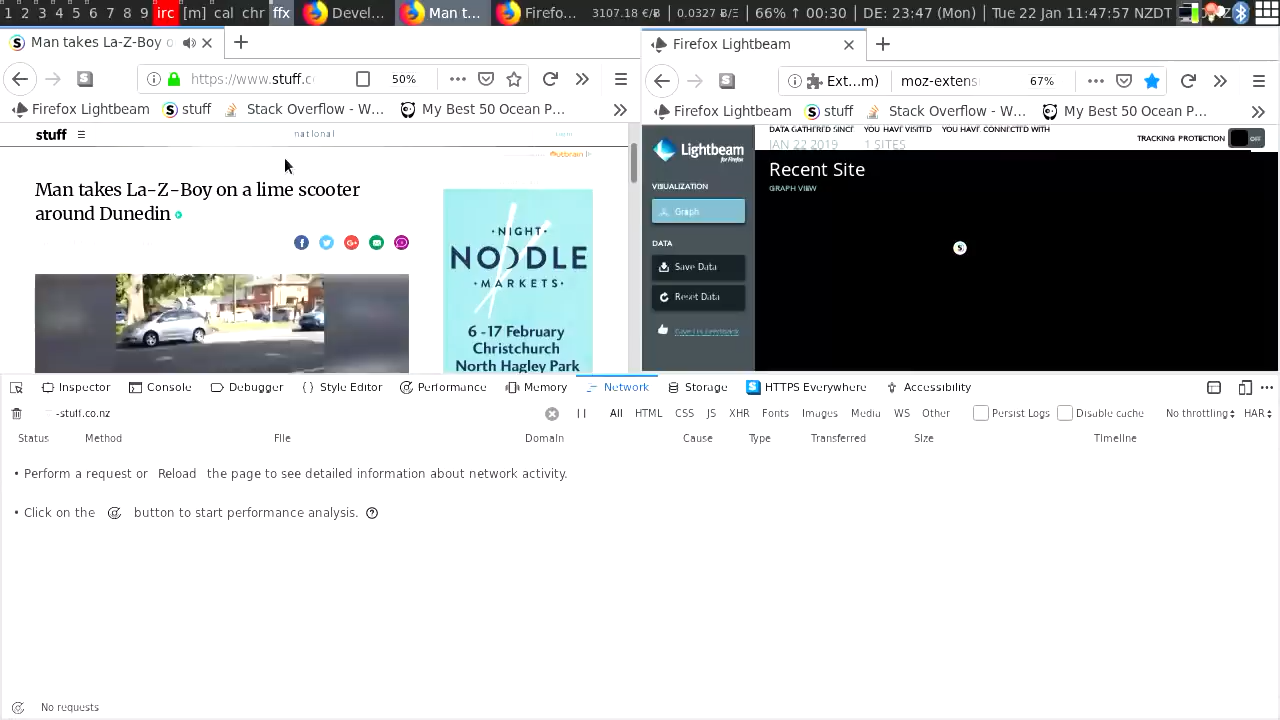 1 2 3 4 5 6 7 8 9 irc [m] cal chr ffx Devel... Man t... Firefo... 3107.18 €/₿ 0.0327 ₿/Ξ 66% ↑ 00:30 DE: 23:47 (Mon) Tue 22 Jan 11:47:57 NZDT
Man takes La-Z-Boy o
Firefox Lightbeam
https://www.stuff.c
50%
Ext...m)
moz-extens
67%
Firefox Lightbeam stuff Stack Overflow - W... My Best 50 Ocean P...
Firefox Lightbeam stuff Stack Overflow - W... My Best 50 Ocean P...
stuff
national
Login
Outbrain
Man takes La-Z-Boy on a lime scooter
around Dunedin
·NIGHT·
NOODLE
·MARKETS·
6 -17 February
Christchurch
North Hagley Park
Lightbeam
for Firefox
VISUALIZATION
Graph
DATA
Save Data
Reset Data
Give Us Feedback
DATA GATHERED SINCE YOU HAVE VISITED YOU HAVE CONNECTED WITH
JAN 22 2019 1 SITES
TRACKING PROTECTION OFF
Recent Site
GRAPH VIEW
Inspector Console Debugger Style Editor Performance Memory Network Storage HTTPS Everywhere Accessibility
-stuff.co.nz
All HTML CSS JS XHR Fonts Images Media WS Other Persist Logs Disable cache No throttling HAR
Status Method File Domain Cause Type Transferred Size Timeline
• Perform a request or Reload the page to see detailed information about network activity.
• Click on the button to start performance analysis.
No requests